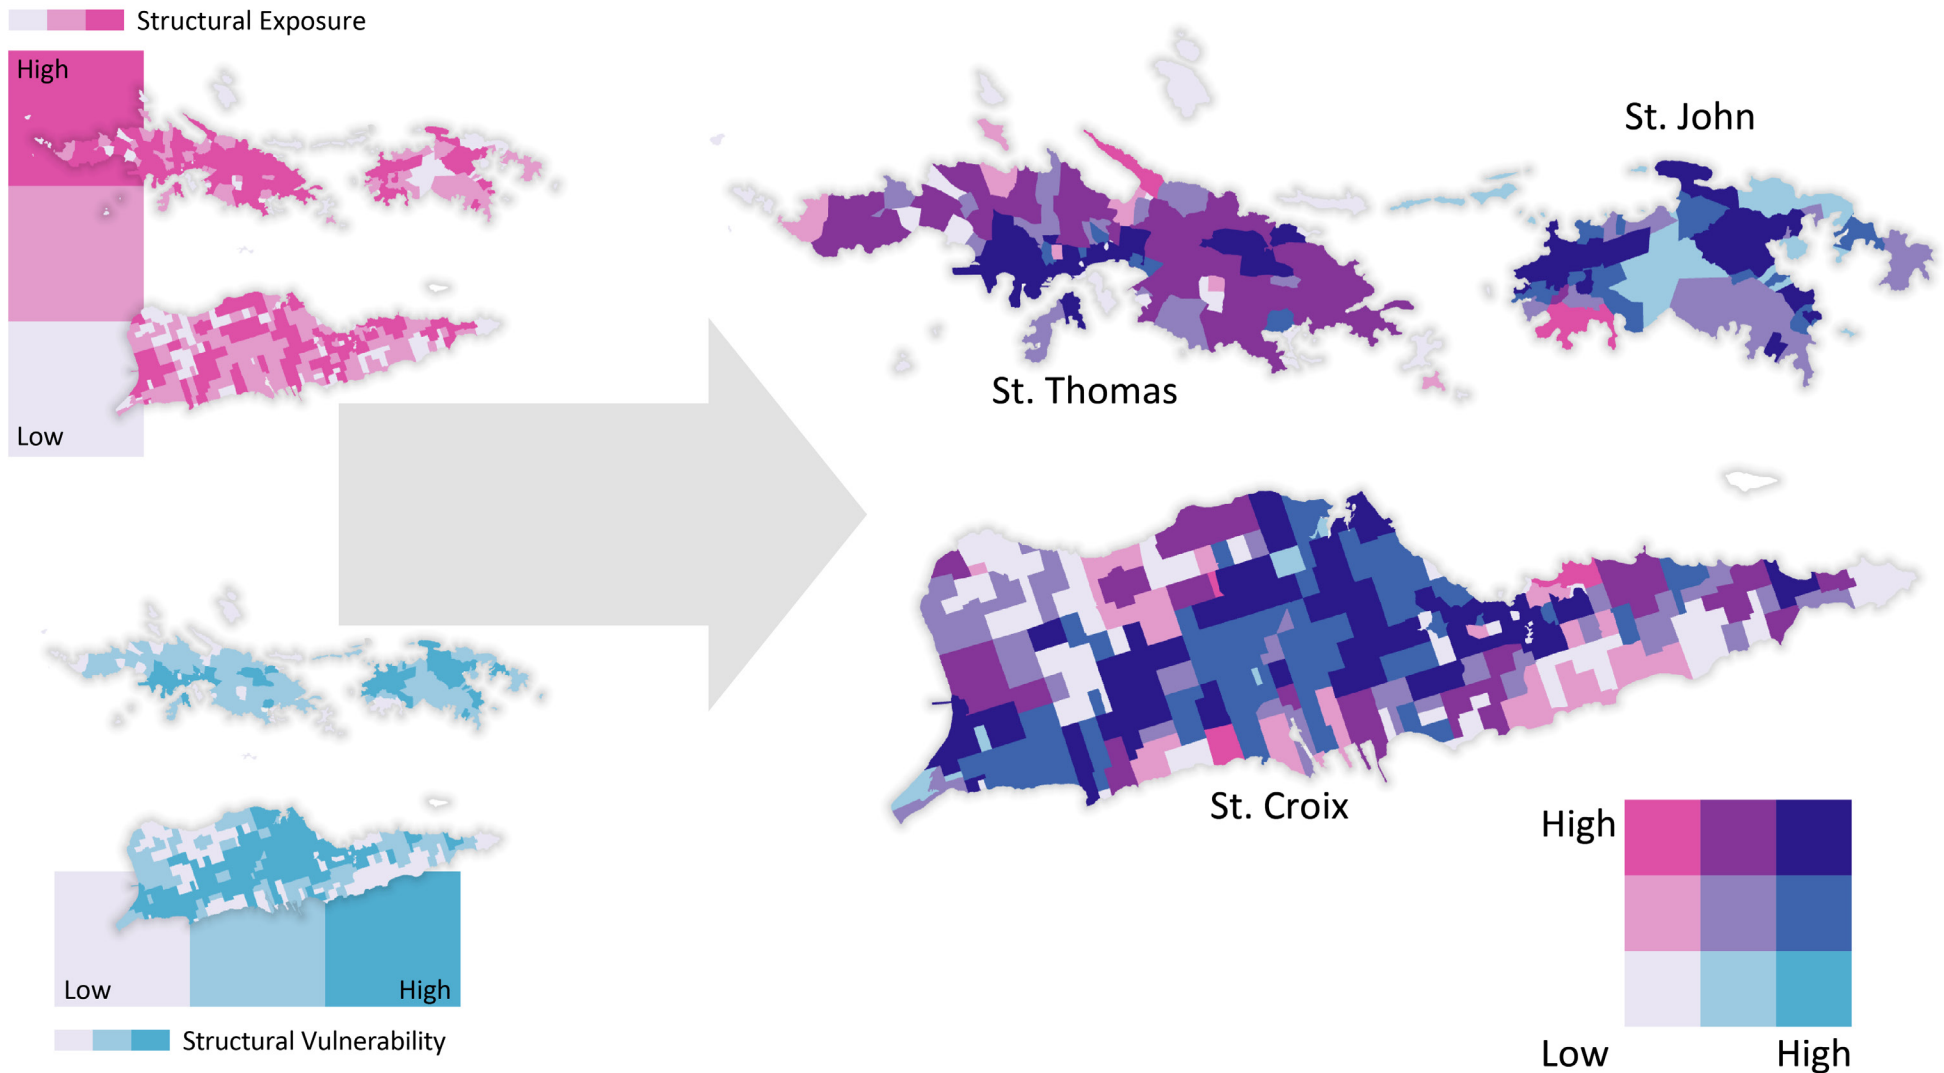 Structural Exposure
High
Low
St. John
St. Thomas
St. Croix
Low
High
Structural Vulnerability
High
Low
High